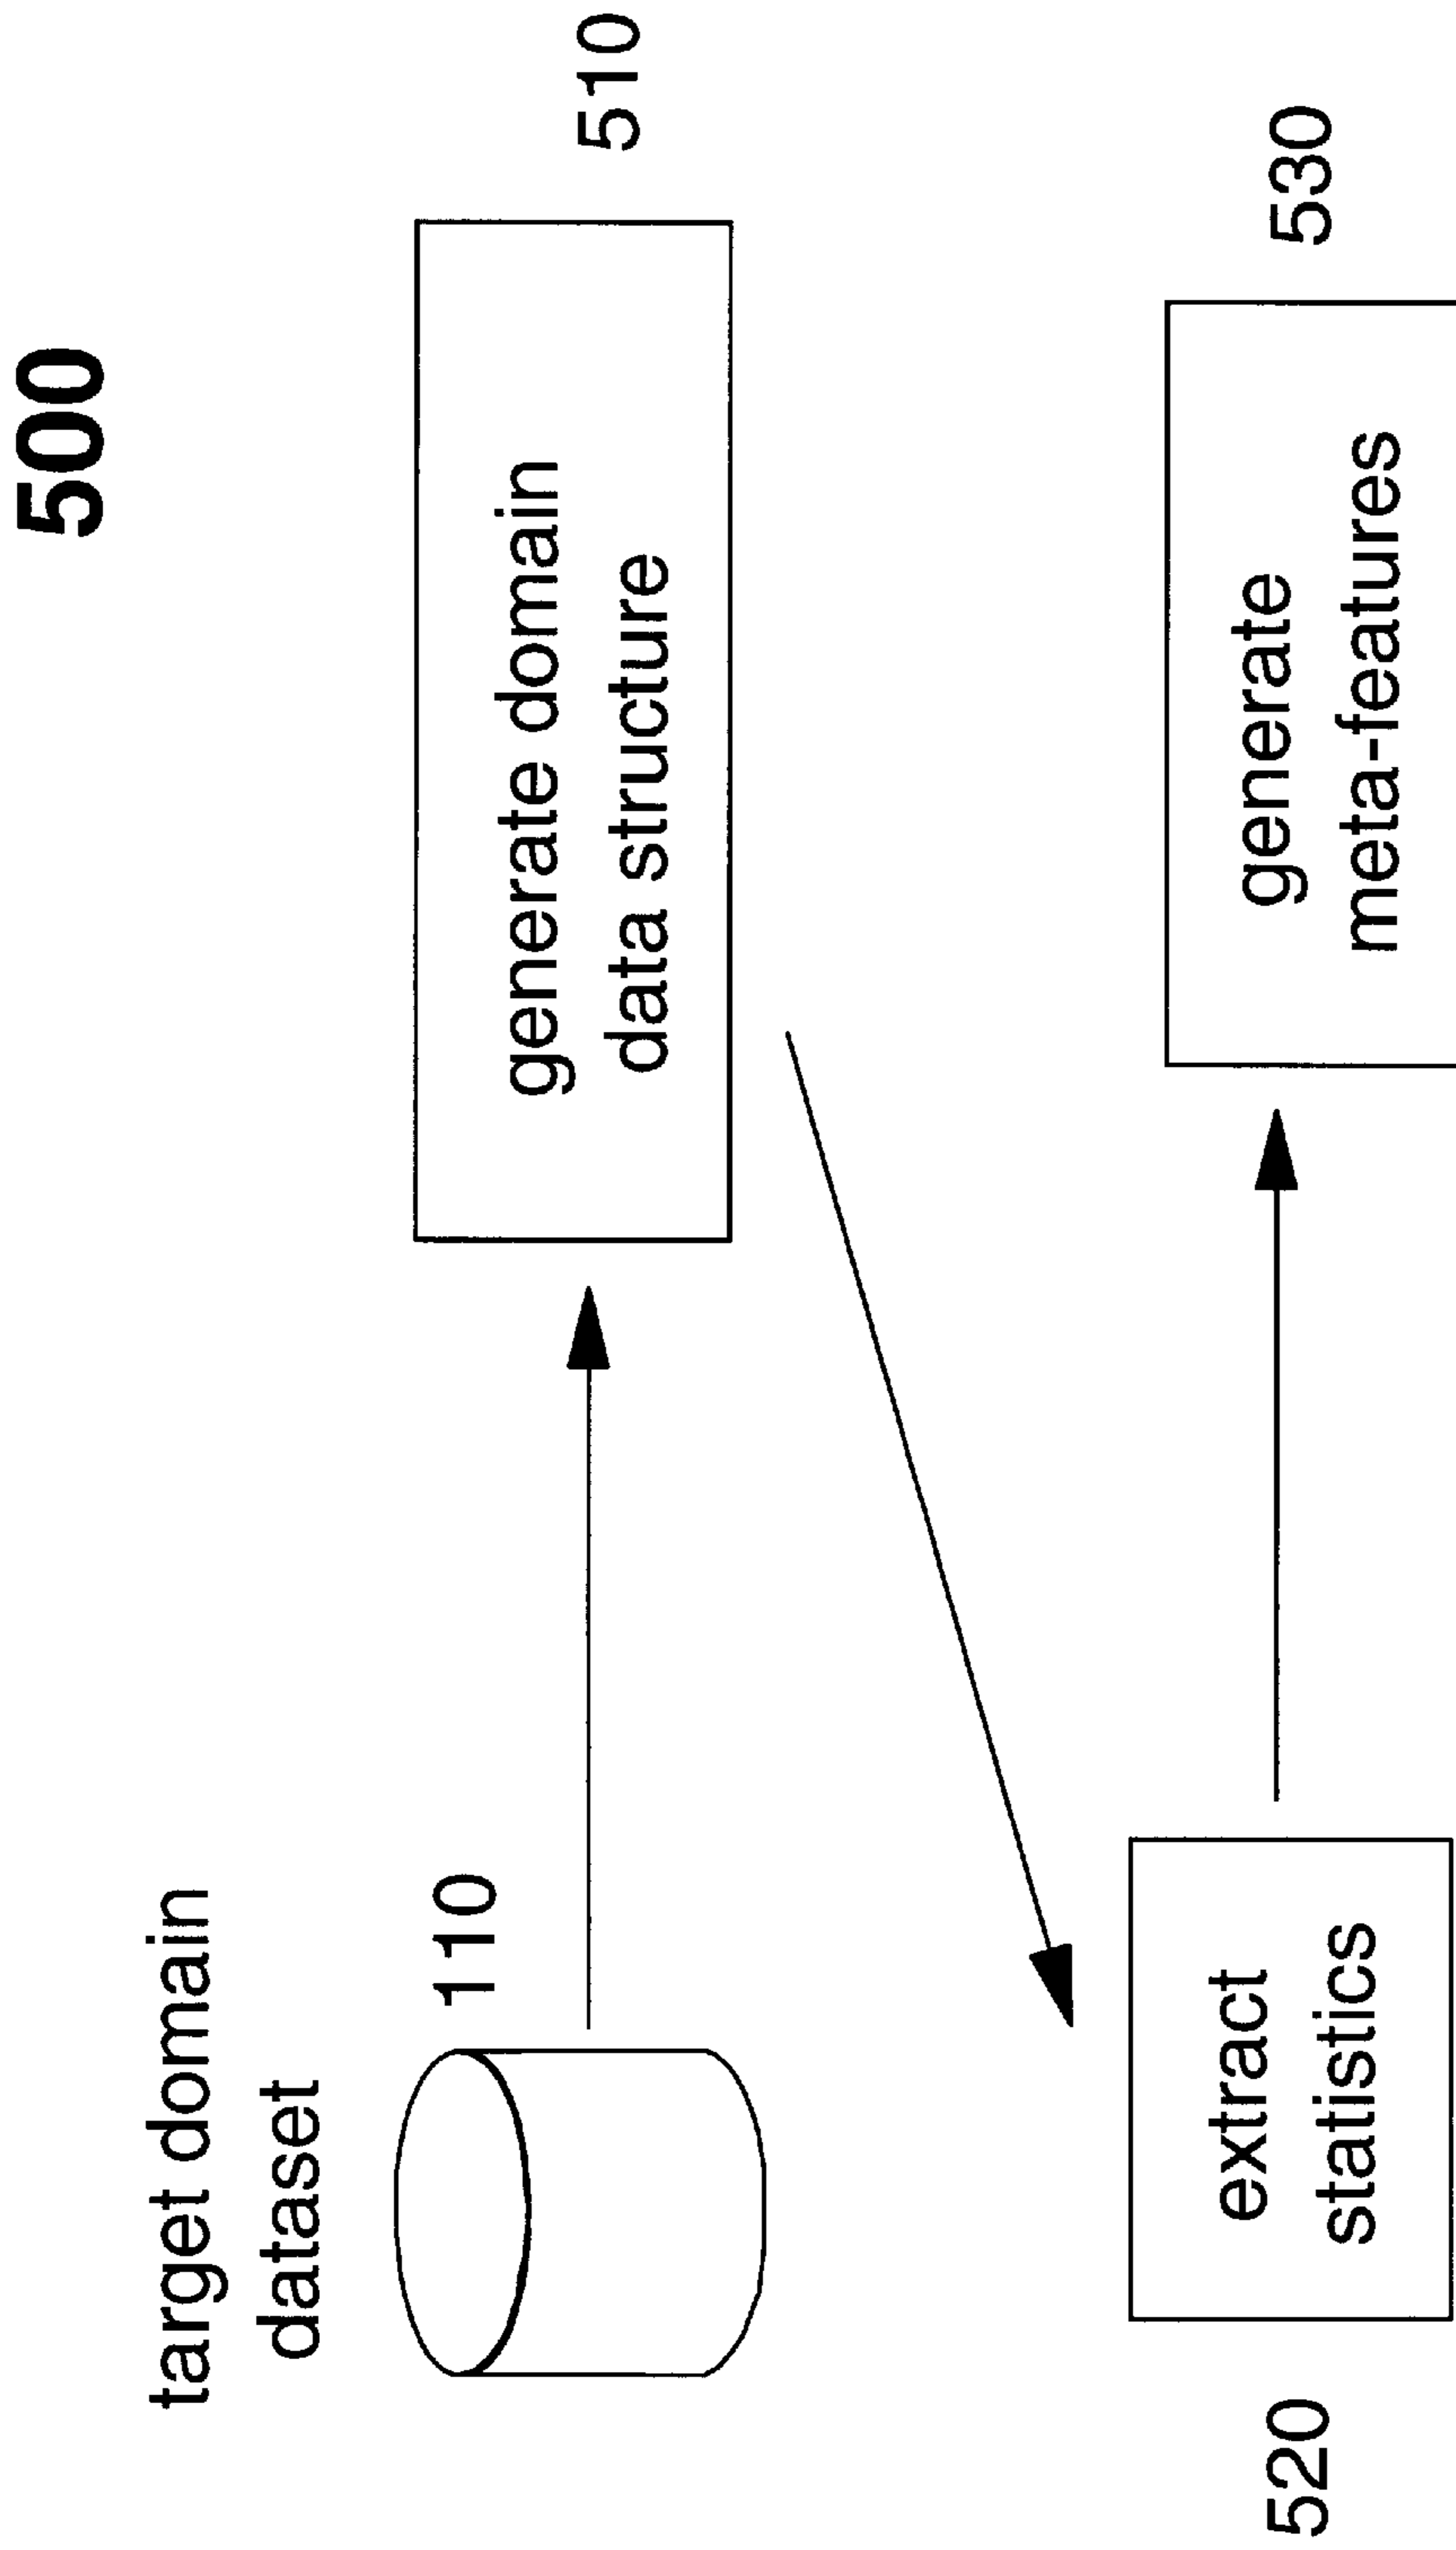 500
target domain
dataset
110
generate domain
data structure
510
520
extract
statistics
generate
meta-features
530